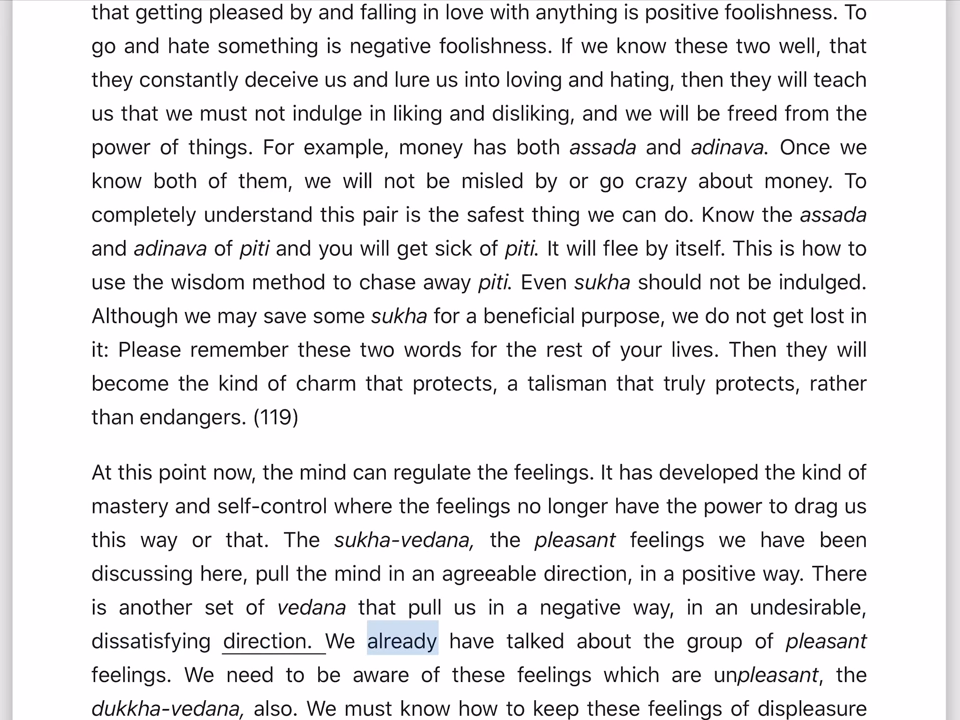 that getting pleased by and falling in love with anything is positive foolishness. To
go and hate something is negative foolishness. If we know these two well, that
they constantly deceive us and lure us into loving and hating, then they will teach
us that we must not indulge in liking and disliking, and we will be freed from the
power of things. For example, money has both assada and adinava. Once we
know both of them, we will not be misled by or go crazy about money. To
completely understand this pair is the safest thing we can do. Know the assada
and adinava of piti and you will get sick of piti. It will flee by itself. This is how to
use the wisdom method to chase away piti. Even sukha should not be indulged.
Although we may save some sukha for a beneficial purpose, we do not get lost in
it: Please remember these two words for the rest of your lives. Then they will
become the kind of charm that protects, a talisman that truly protects, rather
than endangers. (119)
At this point now, the mind can regulate the feelings. It has developed the kind of
mastery and self-control where the feelings no longer have the power to drag us
this way or that. The sukha-vedana, the pleasant feelings we have been
discussing here, pull the mind in an agreeable direction, in a positive way. There
is another set of vedana that pull us in a negative way, in an undesirable,
dissatisfying direction. We already have talked about the group of pleasant
feelings. We need to be aware of these feelings which are unpleasant, the
dukkha-vedana, also. We must know how to keep these feelings of displeasure